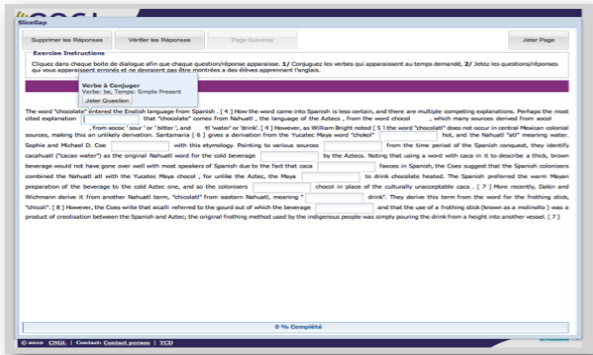 SliceGap
Supprimer les Réponses Vérifier les Réponses Page Suivante Jeter Page
Exercise Instructions
Cliquez dans chaque boite de dialogue afin que chaque question/réponse apparaisse. 1/ Conjuguez les verbes qui apparaissent au temps demandé, 2/ Jetez les questions/réponses
qui vous apparaissent erronés et ne devraient pas être montrées a des élèves apprennant l'anglais.
Verbe à Conjuger
Verbe: be, Temps: Simple Present
Jeter Question
The word "chocolate" entered the English language from Spanish . [ 4 ] How the word came into Spanish is less certain, and there are multiple competing explanations. Perhaps the most
cited explanation that "chocolate" comes from Nahuatl , the language of the Aztecs , from the word chocol , which many sources derived from xocol
, from xococ ' sour ' or ' bitter ', and tl 'water' or 'drink'. [ 4 ] However, as William Bright noted [ 5 ] the word "chocolatl" does not occur in central Mexican colonial
sources, making this an unlikely derivation. Santamaria [ 6 ] gives a derivation from the Yucatec Maya word "chokol" hot, and the Nahuatl "atl" meaning water.
Sophie and Michael D. Coe with this etymology. Pointing to various sources from the time period of the Spanish conquest, they identify
cacahuatl ("cacao water") as the original Nahuatl word for the cold beverage by the Aztecs. Noting that using a word with caca in it to describe a thick, brown
beverage would not have gone over well with most speakers of Spanish due to the fact that caca faeces in Spanish, the Coes suggest that the Spanish colonisers
combined the Nahuatl atl with the Yucatec Maya chocol , for unlike the Aztec, the Maya to drink chocolate heated. The Spanish preferred the warm Mayan
preparation of the beverage to the cold Aztec one, and so the colonisers chocol in place of the culturally unacceptable caca . [ 7 ] More recently, Dakin and
Wichmann derive it from another Nahuatl term, "chicolatl" from eastern Nahuatl, meaning " drink". They derive this term from the word for the frothing stick,
"chicoli". [ 8 ] However, the Coes write that xicalli referred to the gourd out of which the beverage and that the use of a frothing stick (known as a molinollo ) was a
product of creolisation between the Spanish and Aztec; the original frothing method used by the indigenous people was simply pouring the drink from a height into another vessel. [ 7 ]
0 % Complété
© 2010 CNGL | Contact: Contact person | TCD